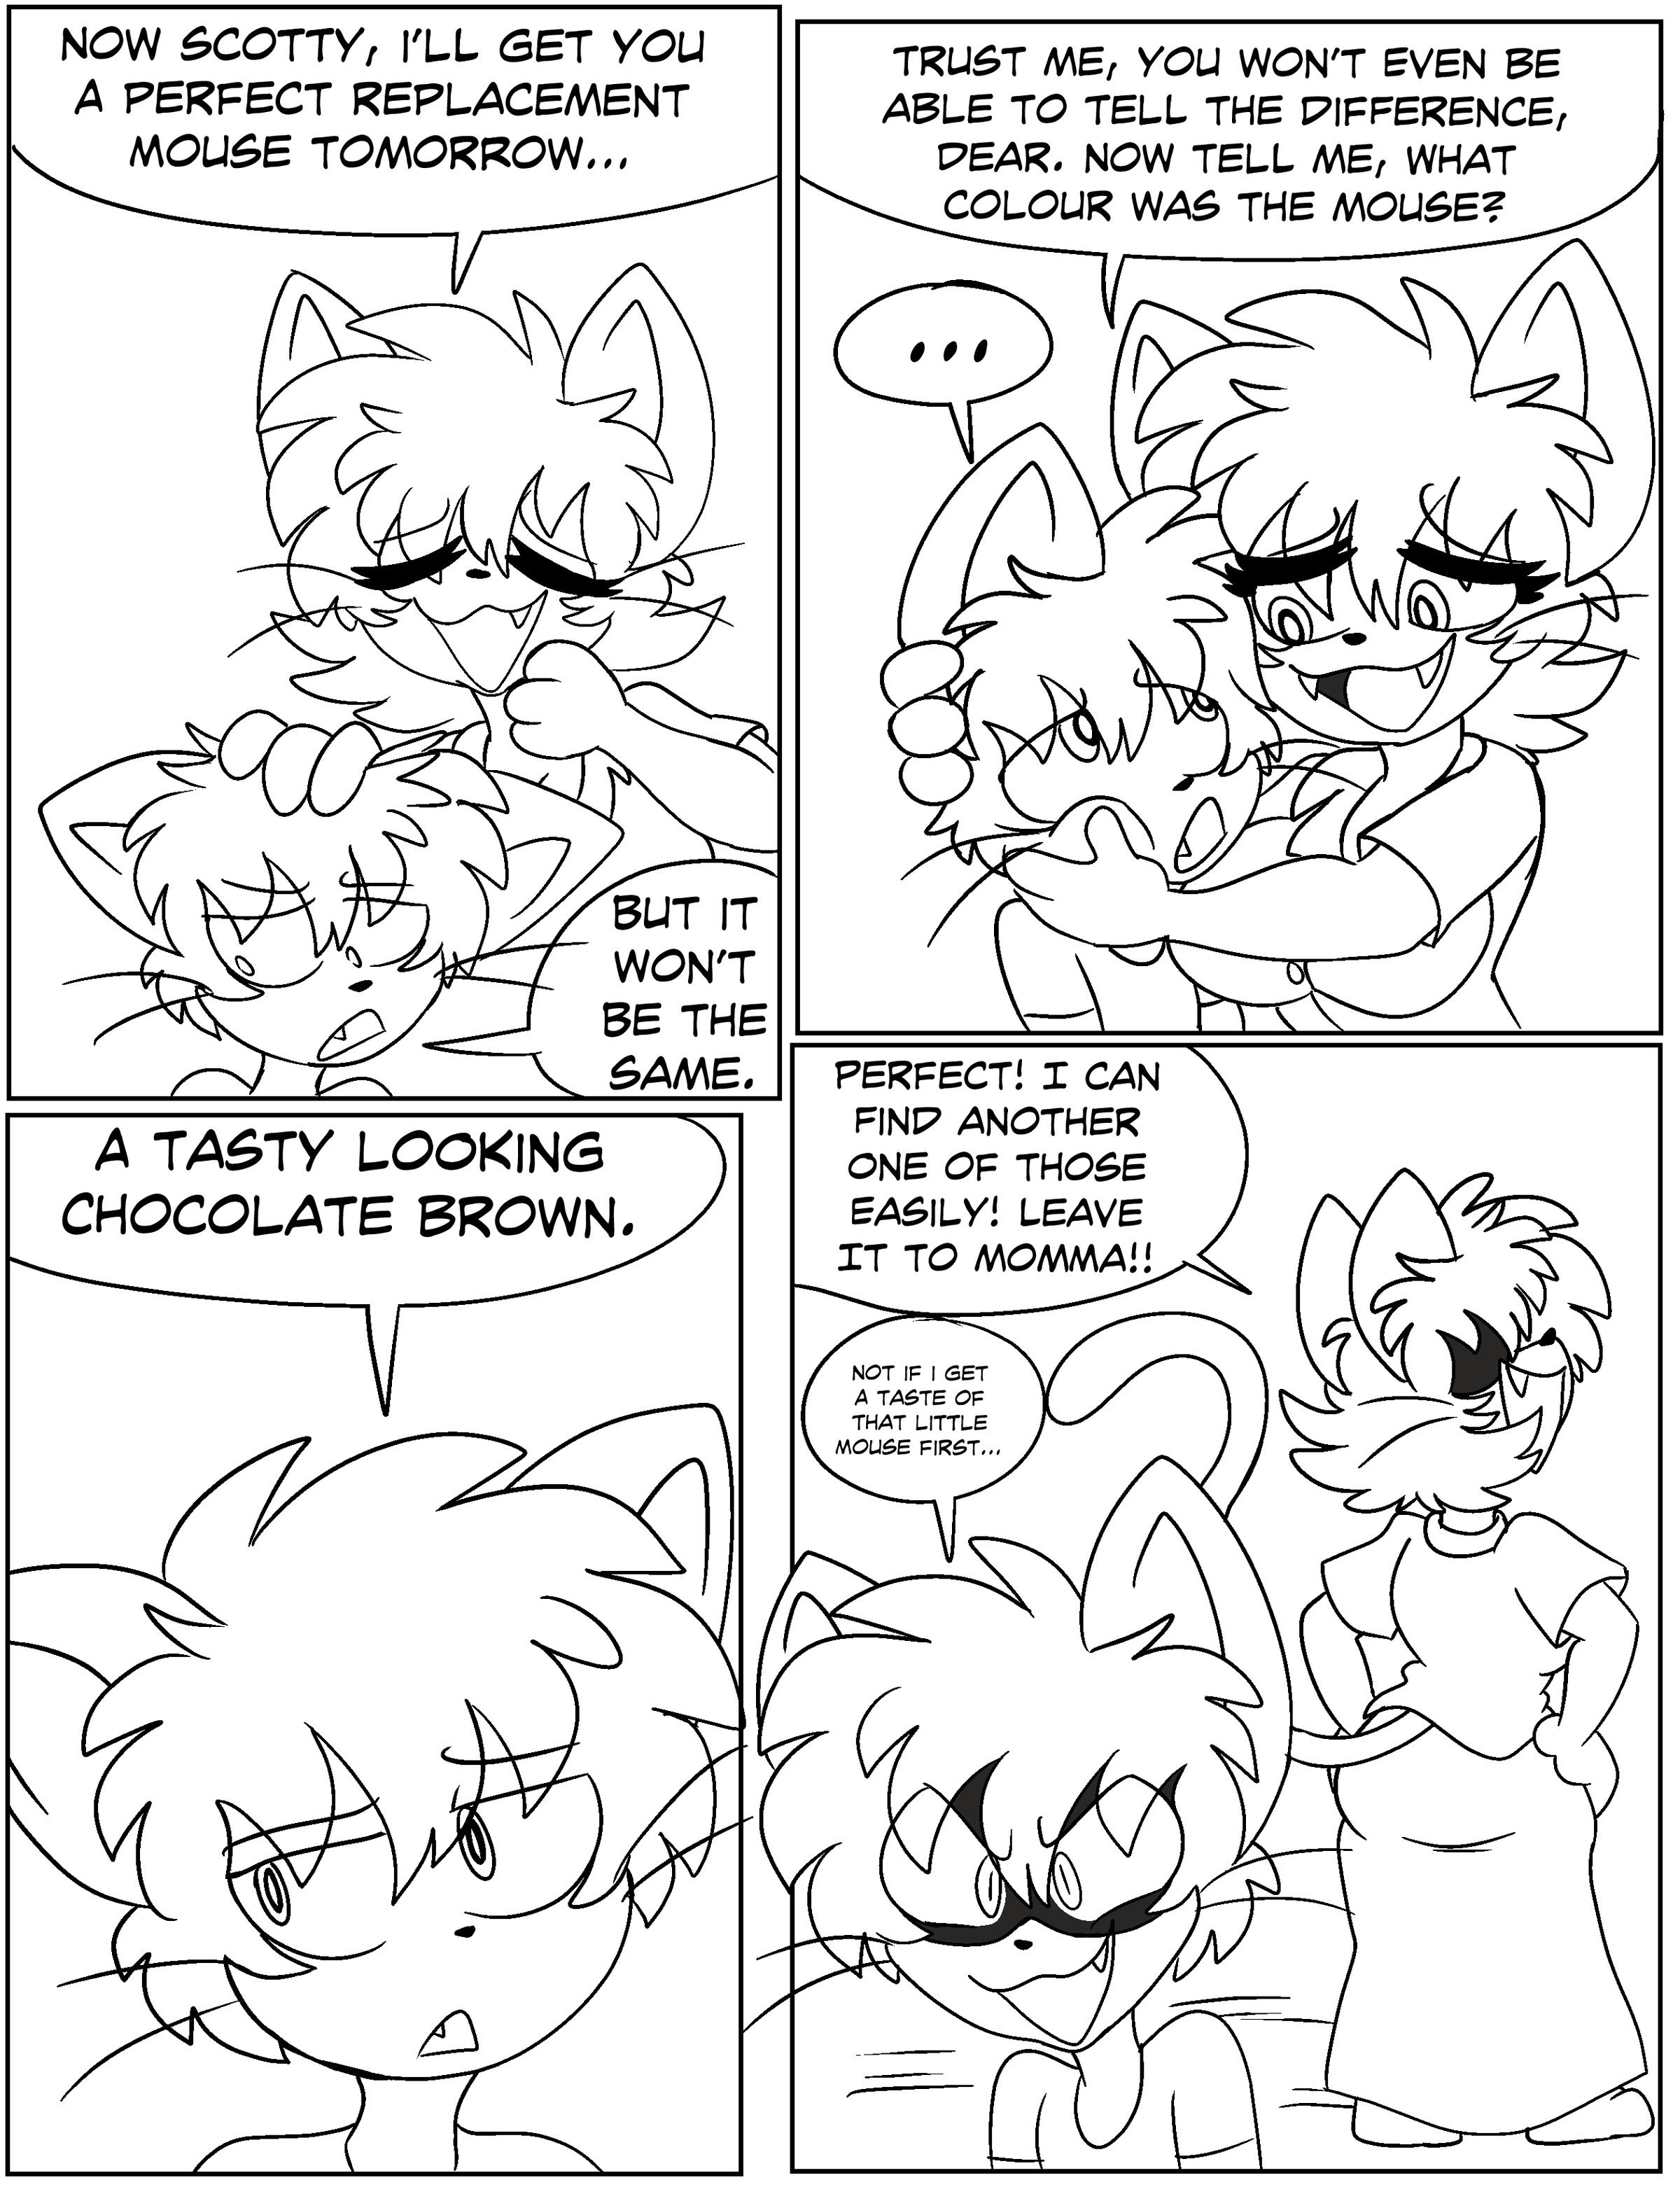 NOW SCOTTY, I'LL GET YOU
A PERFECT REPLACEMENT
MOUSE TOMORROW...
BUT IT
WON'T
BE THE
SAME.
TRUST ME, YOU WON'T EVEN BE
ABLE TO TELL THE DIFFERENCE,
DEAR. NOW TELL ME, WHAT
COLOUR WAS THE MOUSE?
...
A TASTY LOOKING
CHOCOLATE BROWN.
PERFECT! I CAN
FIND ANOTHER
ONE OF THOSE
EASILY! LEAVE
IT TO MOMMA!!
NOT IF I GET
A TASTE OF
THAT LITTLE
MOUSE FIRST...